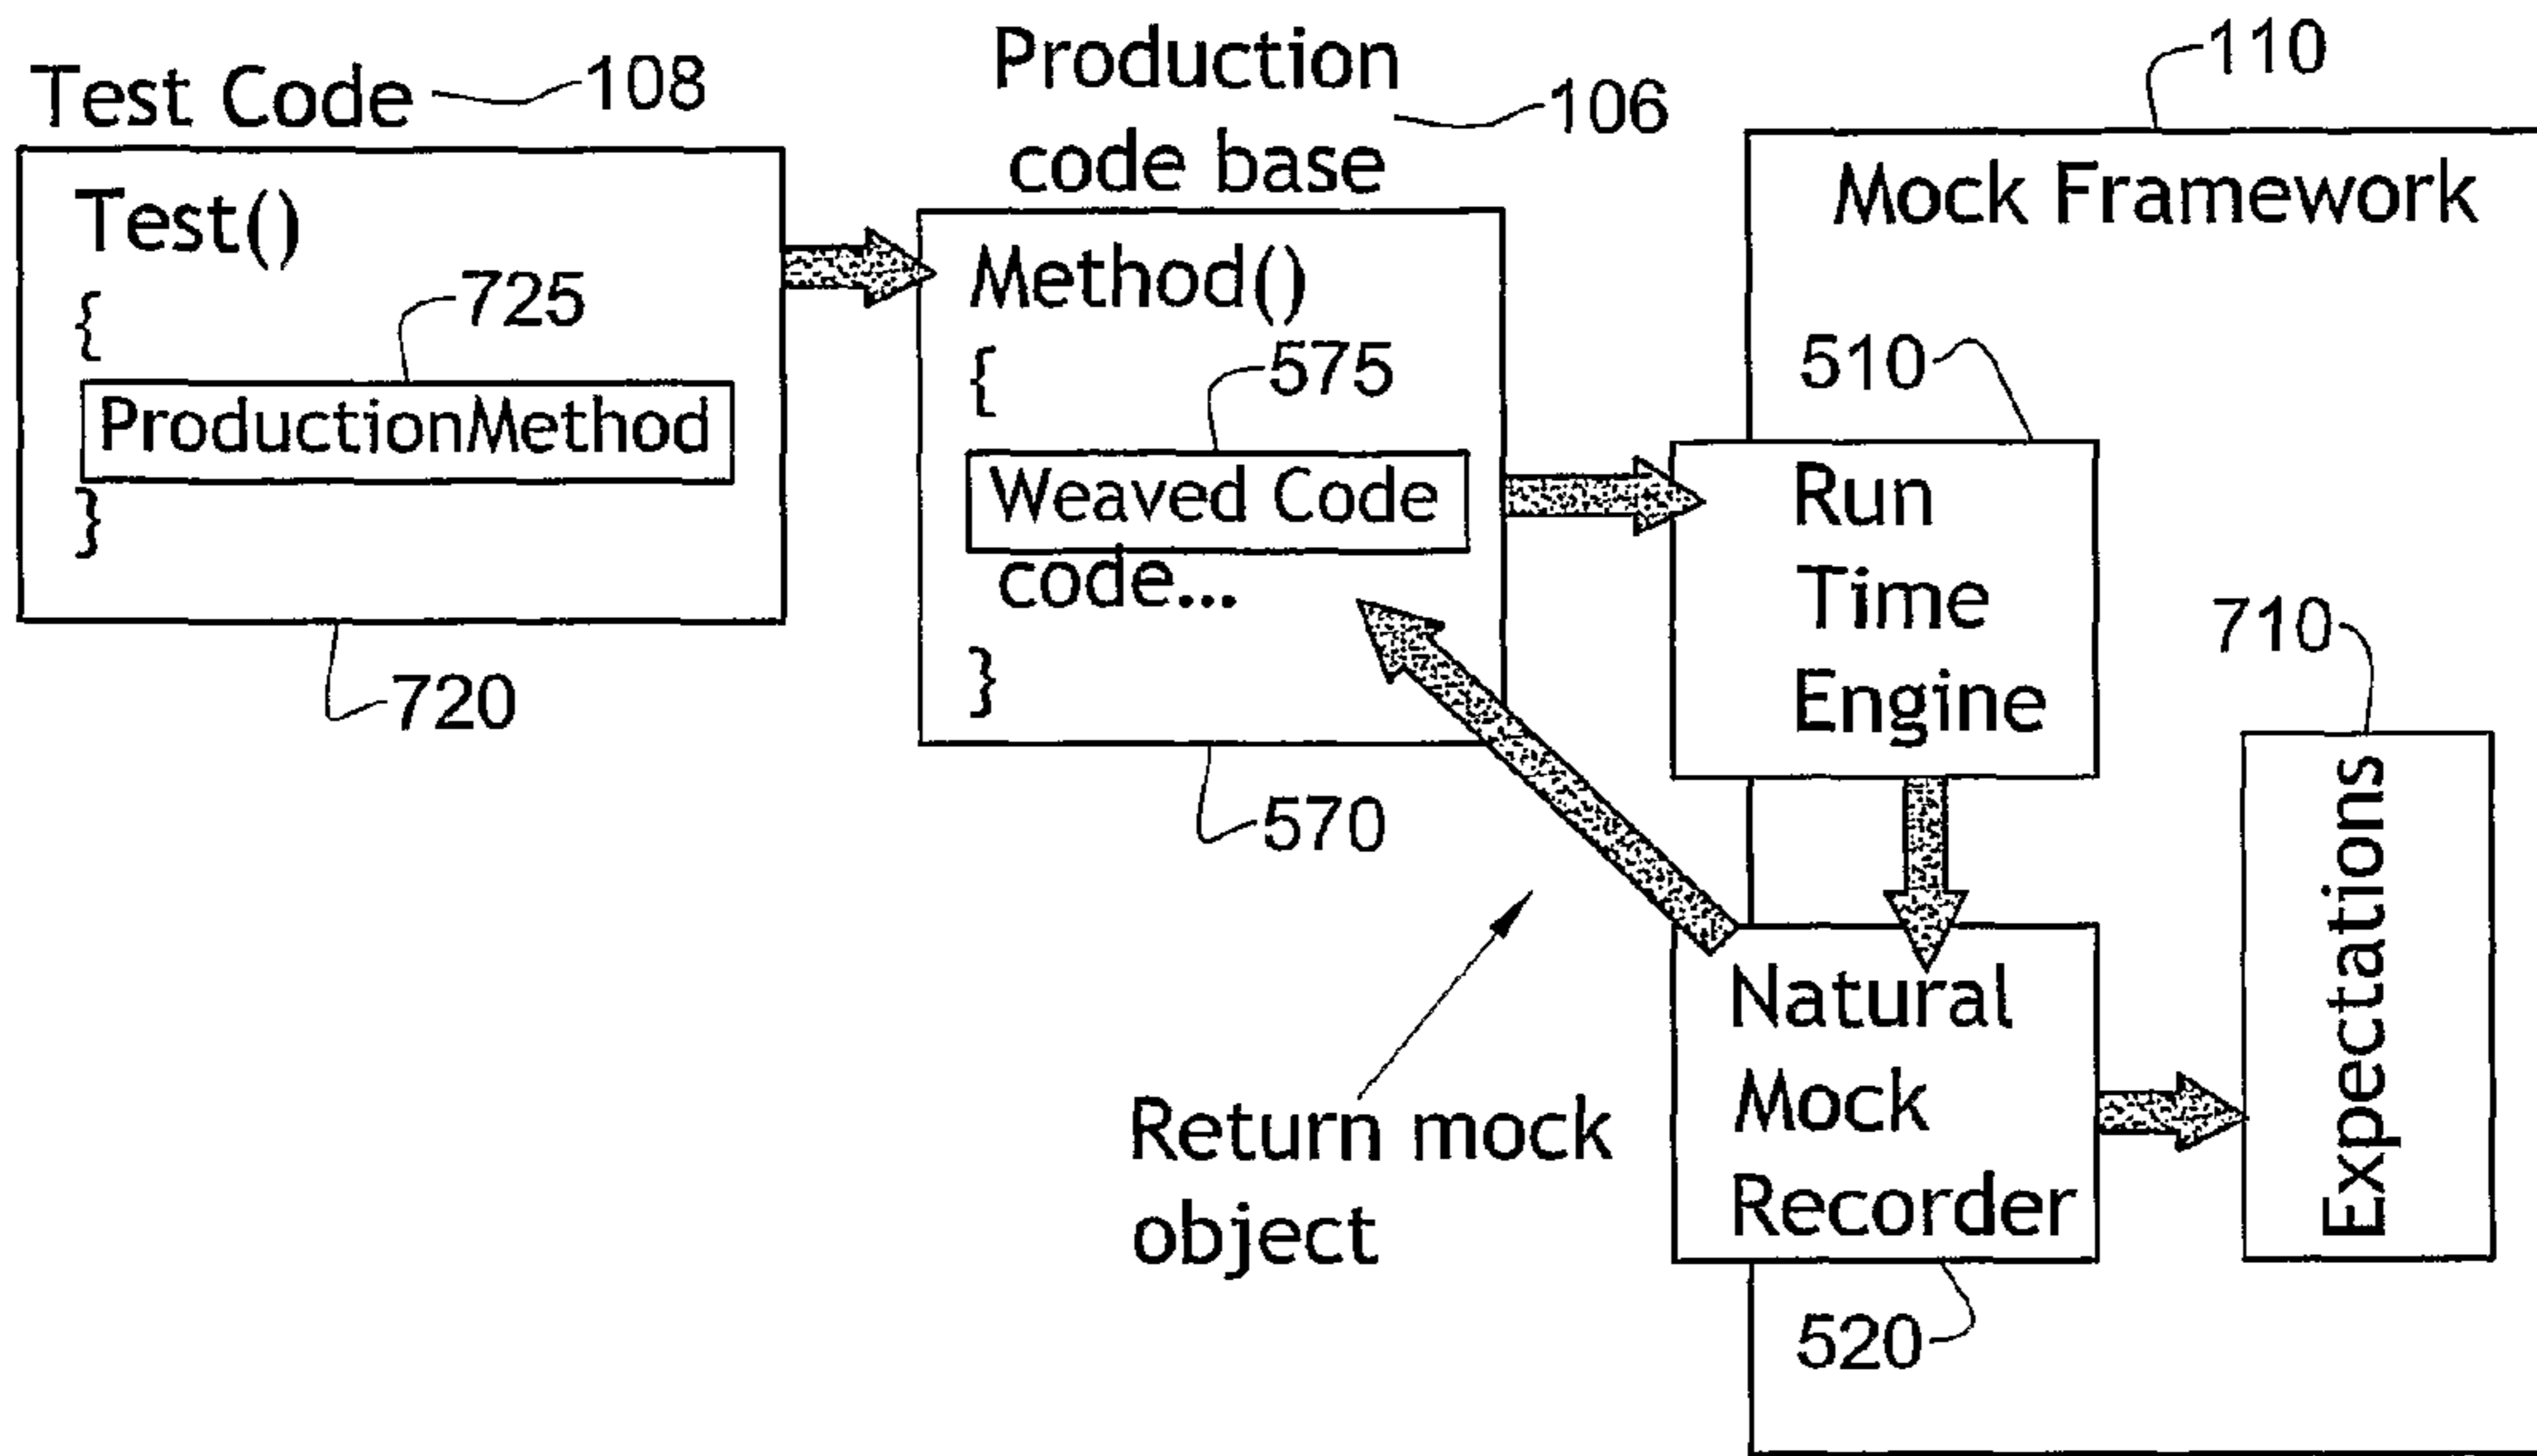 Test Code 108
Test()
{
725
ProductionMethod
}
720
Production
code base
106
Method()
{
575
Weaved Code
code...
}
570
110
Mock Framework
510
Run
Time
Engine
710
Expectations
Natural
Mock
Recorder
520
Return mock
object